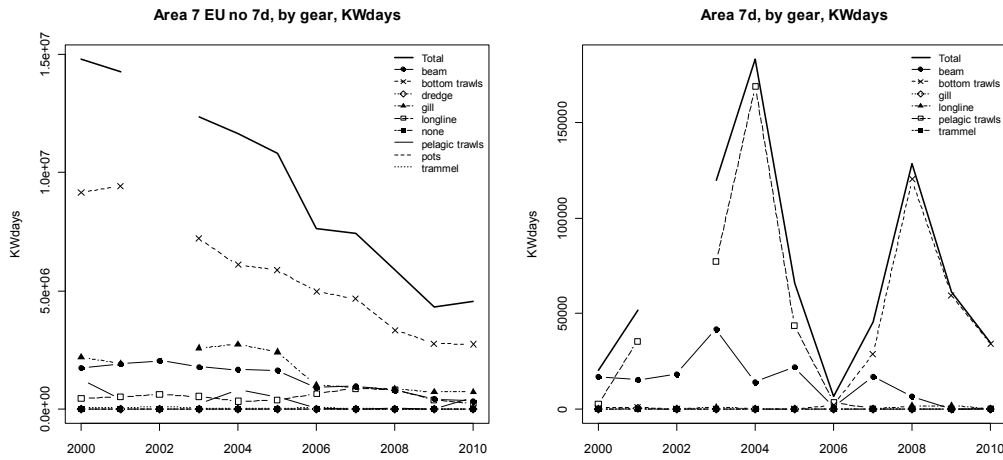 Area 7 EU no 7d, by gear, KWdays
KWdays
1.5e+07
1.0e+07
5.0e+06
0.0e+00
2000 2002 2004 2006 2008 2010
Total
beam
bottom trawls
dredge
gill
longline
none
pelagic trawls
pots
trammel
Area 7d, by gear, KWdays
KWdays
150000
100000
50000
0
2000 2002 2004 2006 2008 2010
Total
beam
bottom trawls
gill
longline
pelagic trawls
trammel